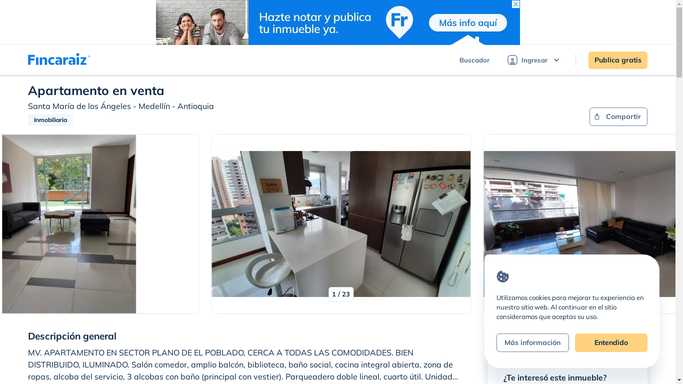 Hazte notar y publica
tu inmueble ya.
Fr
Más info aquí
Fincaraiz
Buscador
Ingresar
Publica gratis
Apartamento en venta
Santa María de los Ángeles - Medellín - Antioquia
Inmobiliaria
Compartir
1 / 23
Utilizamos cookies para mejorar tu experiencia en
nuestro sitio web. Al continuar en el sitio
consideramos que aceptas su uso.
Más información
Entendido
Descripción general
MV. APARTAMENTO EN SECTOR PLANO DE EL POBLADO, CERCA A TODAS LAS COMODIDADES. BIEN
DISTRIBUIDO, ILUMINADO. Salón comedor, amplio balcón, biblioteca, baño social, cocina integral abierta, zona de
ropas, alcoba del servicio, 3 alcobas con baño (principal con vestier). Parqueadero doble lineal, cuarto útil. Unidad...
¿Te interesó este inmueble?